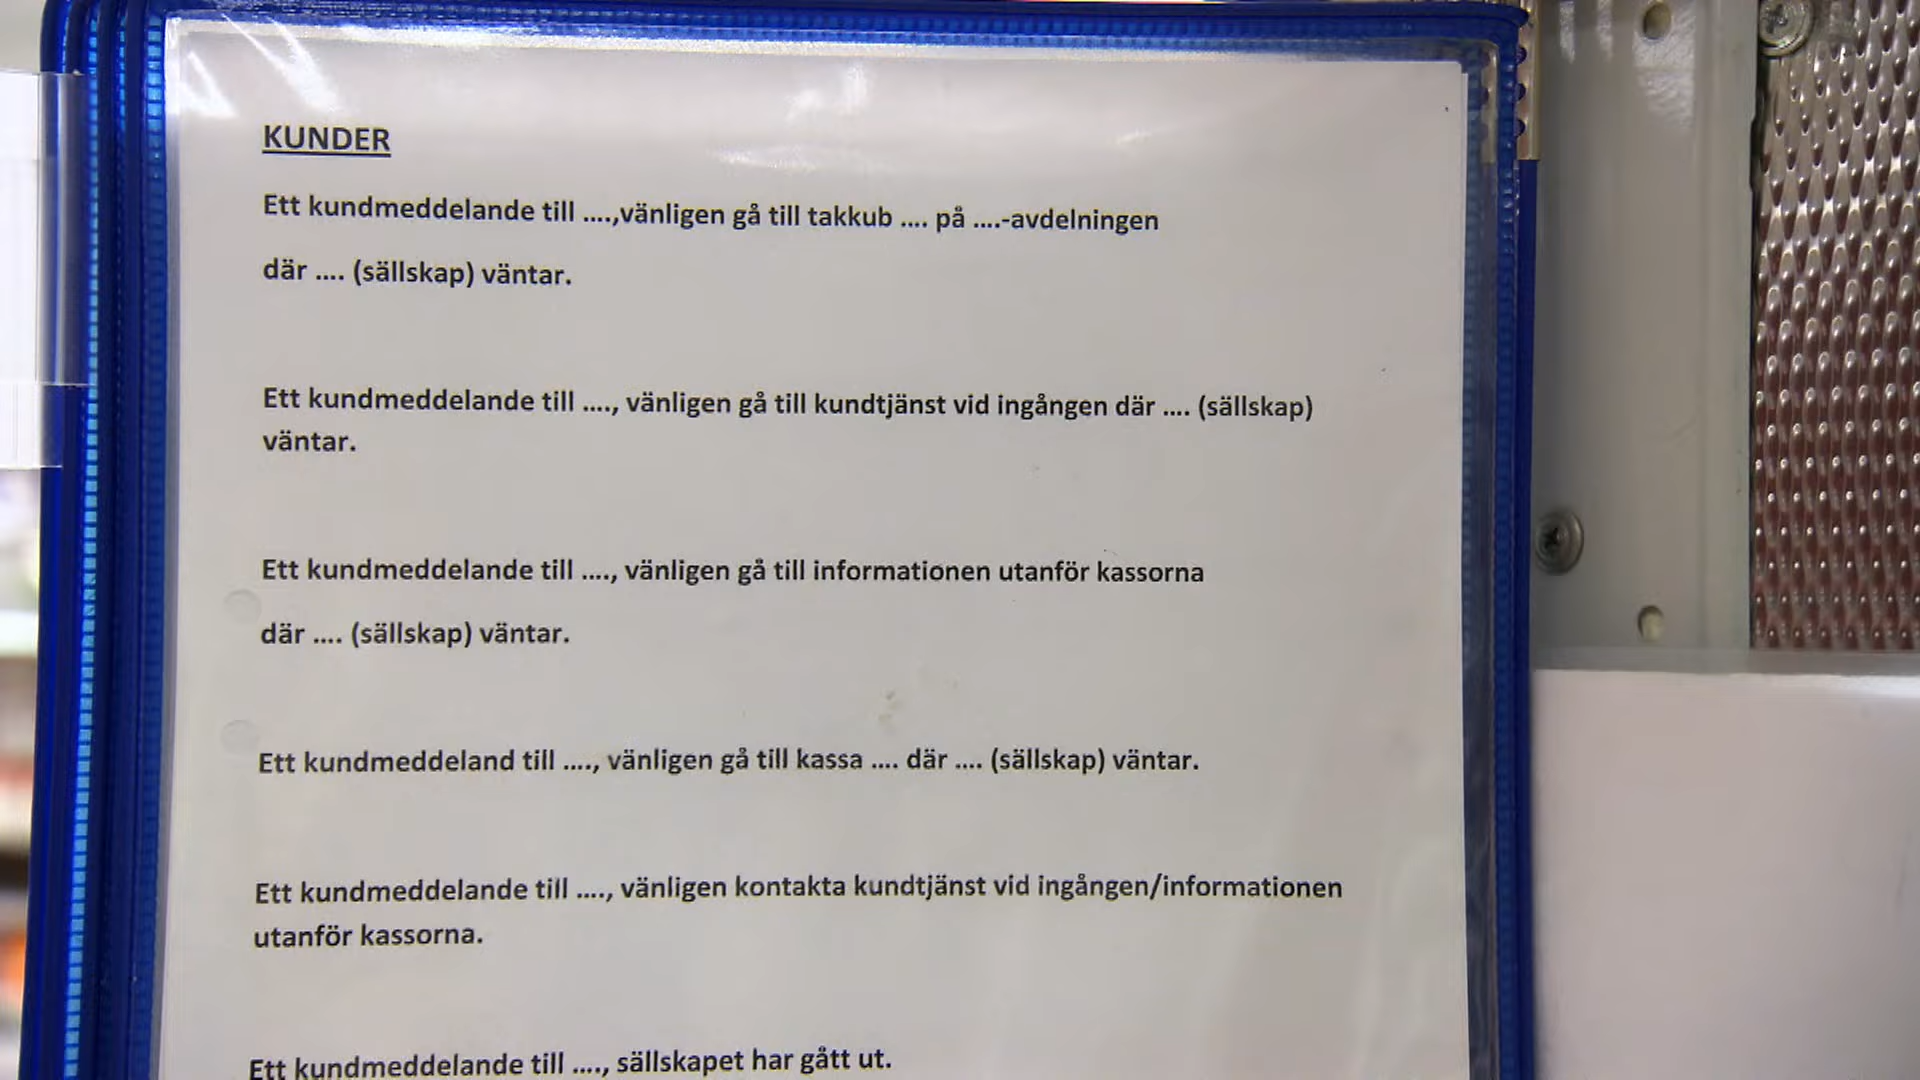 KUNDER
Ett kundmeddelande till ....,vänligen gå till takkub .... på ....-avdelningen
där .... (sällskap) väntar.
Ett kundmeddelande till ...., vänligen gå till kundtjänst vid ingången där .... (sällskap)
väntar.
Ett kundmeddelande till ...., vänligen gå till informationen utanför kassorna
där .... (sällskap) väntar.
Ett kundmeddeland till ...., vänligen gå till kassa .... där .... (sällskap) väntar.
Ett kundmeddelande till ...., vänligen kontakta kundtjänst vid ingången/informationen
utanför kassorna.
Ett kundmeddelande till ...., sällskapet har gått ut.